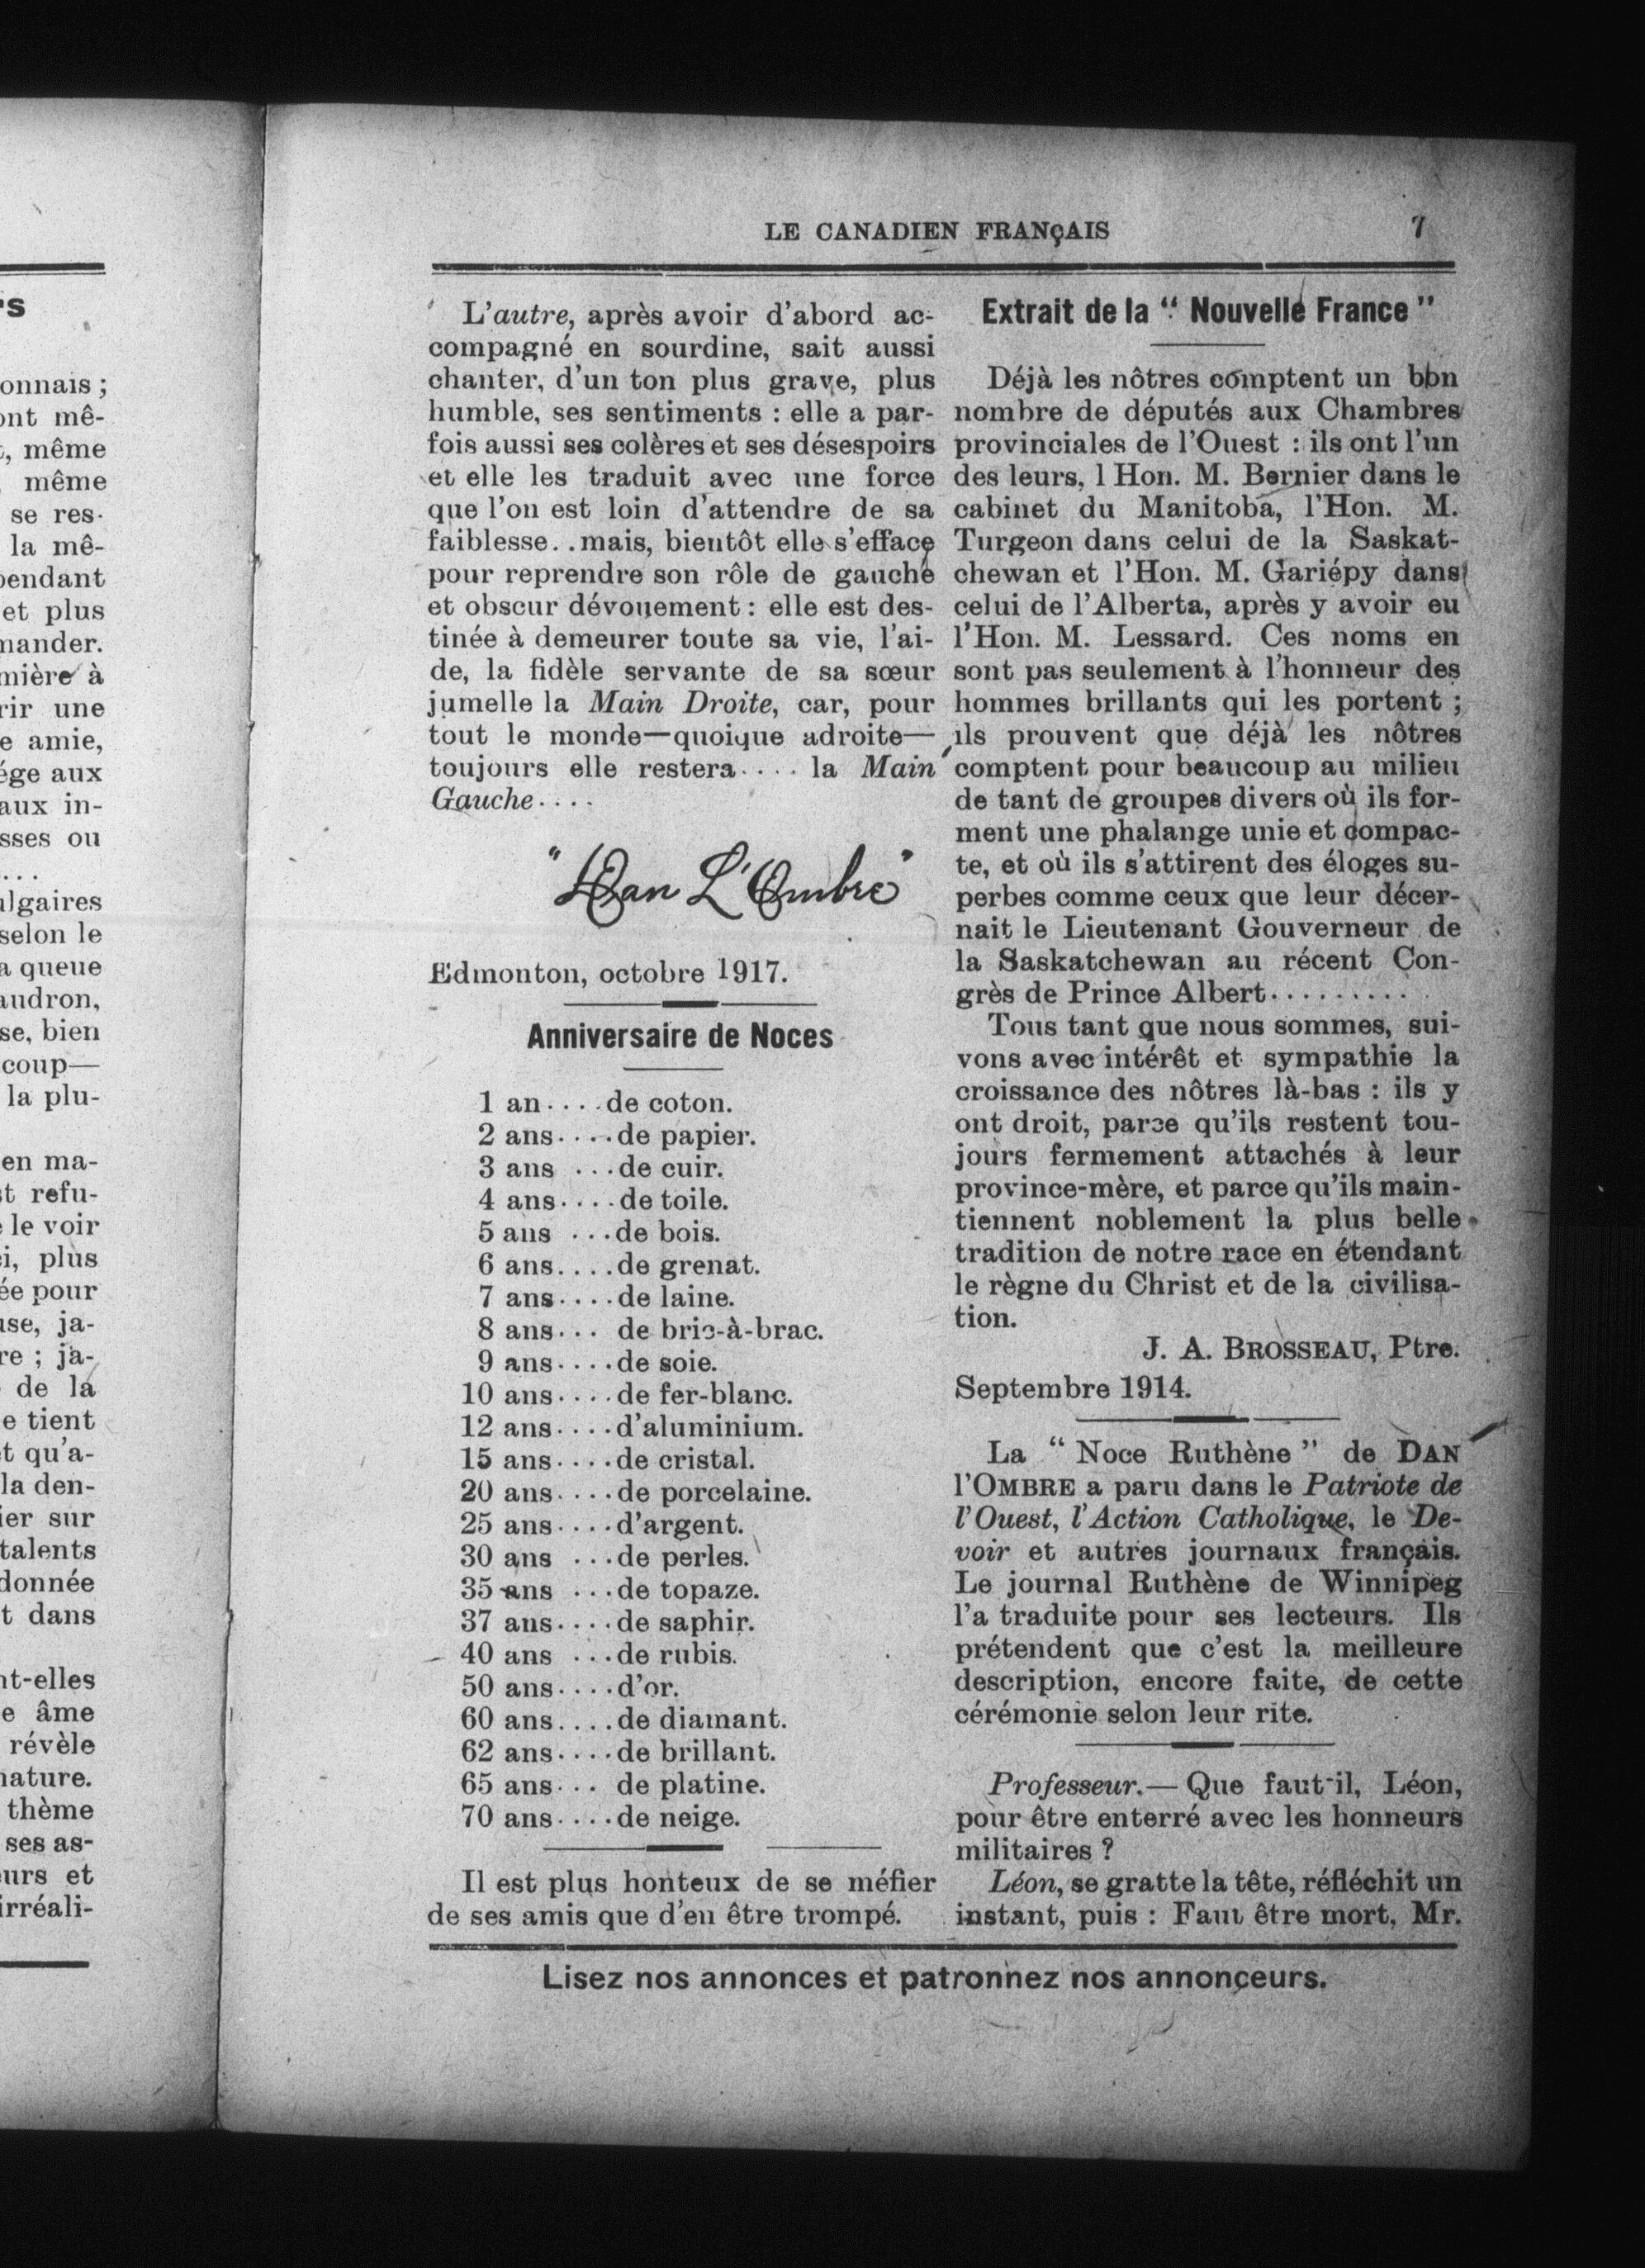 LE CANADIEN FRANçAIS 7
L'autre, après avoir d'abord ac-
compagné en sourdine, sait aussi
chanter, d'un ton plus grave, plus
humble, ses sentiments : elle a par-
fois aussi ses colères et ses désespoirs
et elle les traduit avec une force
que l'on est loin d'attendre de sa
faiblesse..mais, bientôt elle s'efface
pour reprendre son rôle de gauche
et obscur dévouement : elle est des-
tinée à demeurer toute sa vie, l'ai-
de, la fidèle servante de sa sœur
jumelle la Main Droite, car, pour
tout le monde—quoique adroite—
toujours elle restera.... la Main
Gauche....
"Dan L'Ombre"
Edmonton, octobre 1917.
Anniversaire de Noces
1 an....de coton.
2 ans....de papier.
3 ans ...de cuir.
4 ans....de toile.
5 ans ...de bois.
6 ans....de grenat.
7 ans....de laine.
8 ans... de bric-à-brac.
9 ans....de soie.
10 ans....de fer-blanc.
12 ans....d'aluminium.
15 ans....de cristal.
20 ans....de porcelaine.
25 ans....d'argent.
30 ans ...de perles.
35 ans ...de topaze.
37 ans....de saphir.
40 ans ...de rubis.
50 ans....d'or.
60 ans....de diamant.
62 ans....de brillant.
65 ans... de platine.
70 ans....de neige.
Il est plus honteux de se méfier
de ses amis que d'en être trompé.
Extrait de la " Nouvelle France "
Déjà les nôtres comptent un bon
nombre de députés aux Chambres
provinciales de l'Ouest : ils ont l'un
des leurs, l Hon. M. Bernier dans le
cabinet du Manitoba, l'Hon. M.
Turgeon dans celui de la Saskat-
chewan et l'Hon. M. Gariépy dans
celui de l'Alberta, après y avoir eu
l'Hon. M. Lessard. Ces noms en
sont pas seulement à l'honneur des
hommes brillants qui les portent ;
ils prouvent que déjà les nôtres
comptent pour beaucoup au milieu
de tant de groupes divers où ils for-
ment une phalange unie et compac-
te, et où ils s'attirent des éloges su-
perbes comme ceux que leur décer-
nait le Lieutenant Gouverneur de
la Saskatchewan au récent Con-
grès de Prince Albert.........
Tous tant que nous sommes, sui-
vons avec intérêt et sympathie la
croissance des nôtres là-bas : ils y
ont droit, parce qu'ils restent tou-
jours fermement attachés à leur
province-mère, et parce qu'ils main-
tiennent noblement la plus belle
tradition de notre race en étendant
le règne du Christ et de la civilisa-
tion.
J. A. BROSSEAU, Ptre.
Septembre 1914.
La " Noce Ruthène " de DAN
l'OMBRE a paru dans le Patriote de
l'Ouest, l'Action Catholique, le De-
voir et autres journaux français.
Le journal Ruthène de Winnipeg
l'a traduite pour ses lecteurs. Ils
prétendent que c'est la meilleure
description, encore faite, de cette
cérémonie selon leur rite.
Professeur.— Que faut-il, Léon,
pour être enterré avec les honneurs
militaires ?
Léon, se gratte la tête, réfléchit un
instant, puis : Faut être mort, Mr.
Lisez nos annonces et patronnez nos annonçeurs.